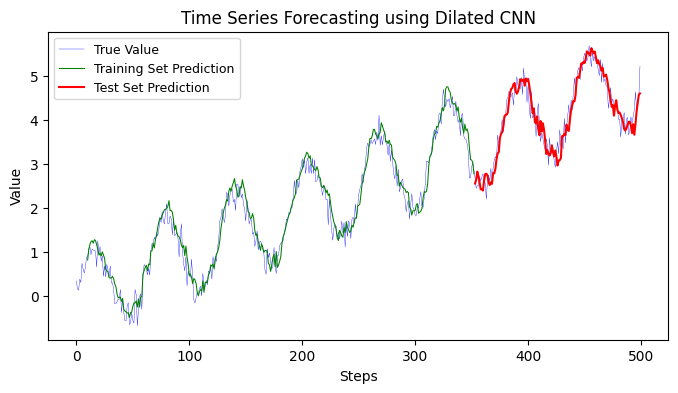 Time Series Forecasting using Dilated CNN
True Value
Training Set Prediction
Test Set Prediction
Value
5
4
3
2
1
0
0 100 200 300 400 500
Steps